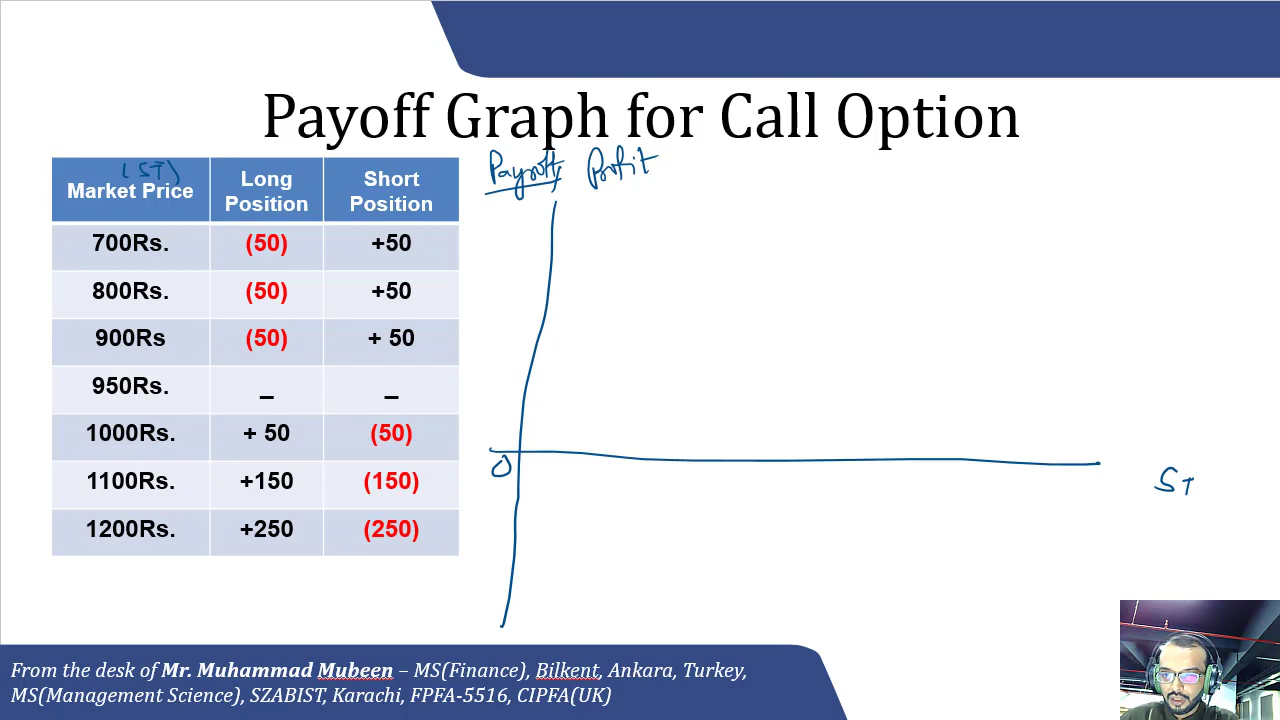 Payoff Graph for Call Option
(ST)
Market Price Long Position Short Position
700Rs. (50) +50
800Rs. (50) +50
900Rs (50) + 50
950Rs. _ _
1000Rs. + 50 (50)
1100Rs. +150 (150)
1200Rs. +250 (250)
Payoff, Profit
0
ST
From the desk of Mr. Muhammad Mubeen – MS(Finance), Bilkent, Ankara, Turkey,
MS(Management Science), SZABIST, Karachi, FPFA-5516, CIPFA(UK)